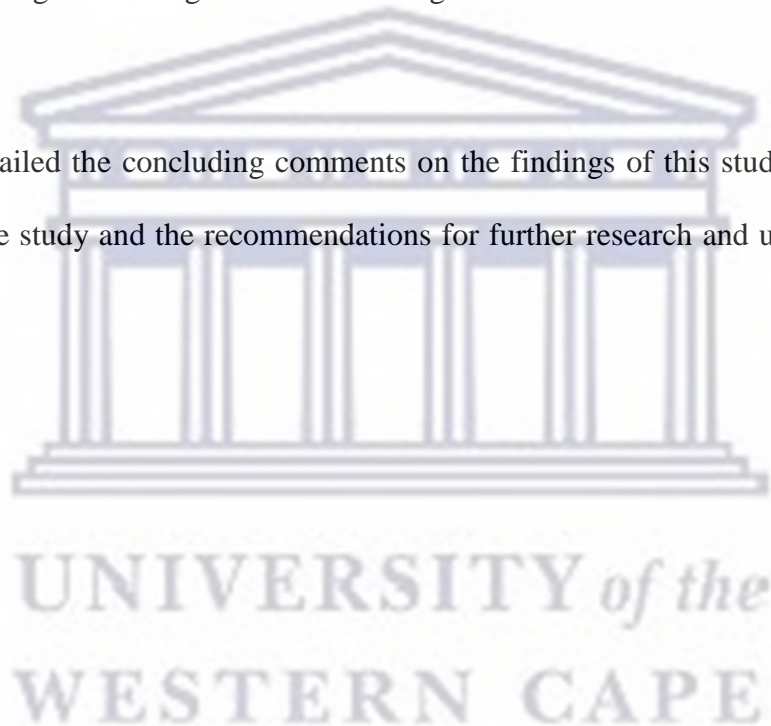 ailed the concluding comments on the findings of this stud
e study and the recommendations for further research and u
UNIVERSITY of the
WESTERN CAPE